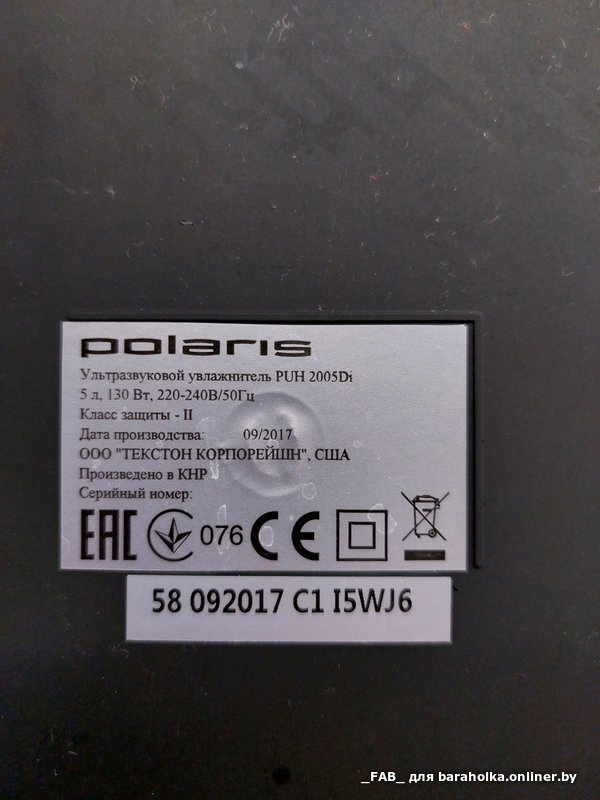 polaris
Ультразвуковой увлажнитель PUH 2005Di
5 л, 130 Вт, 220-240В/50Гц
Класс защиты - II
Дата производства: 09/2017
ООО "ТЕКСТОН КОРПОРЕЙШН", США
Произведено в КНР
Серийный номер:
EAC 076 CE
58 092017 C1 I5WJ6
_FAB_ для baraholka.onliner.by